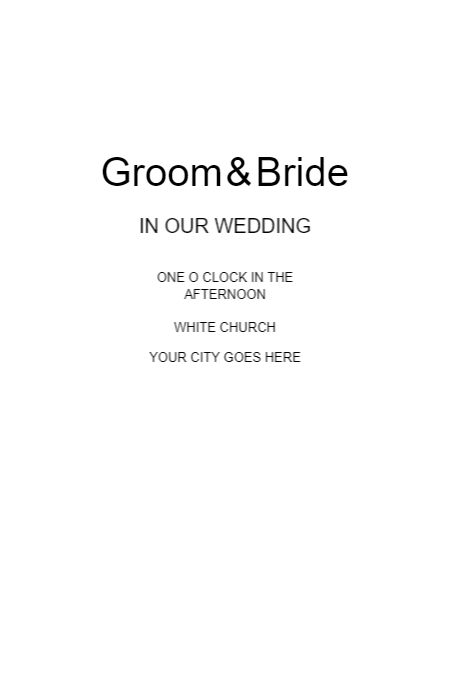 Groom&Bride
IN OUR WEDDING
ONE O CLOCK IN THE
AFTERNOON
WHITE CHURCH
YOUR CITY GOES HERE